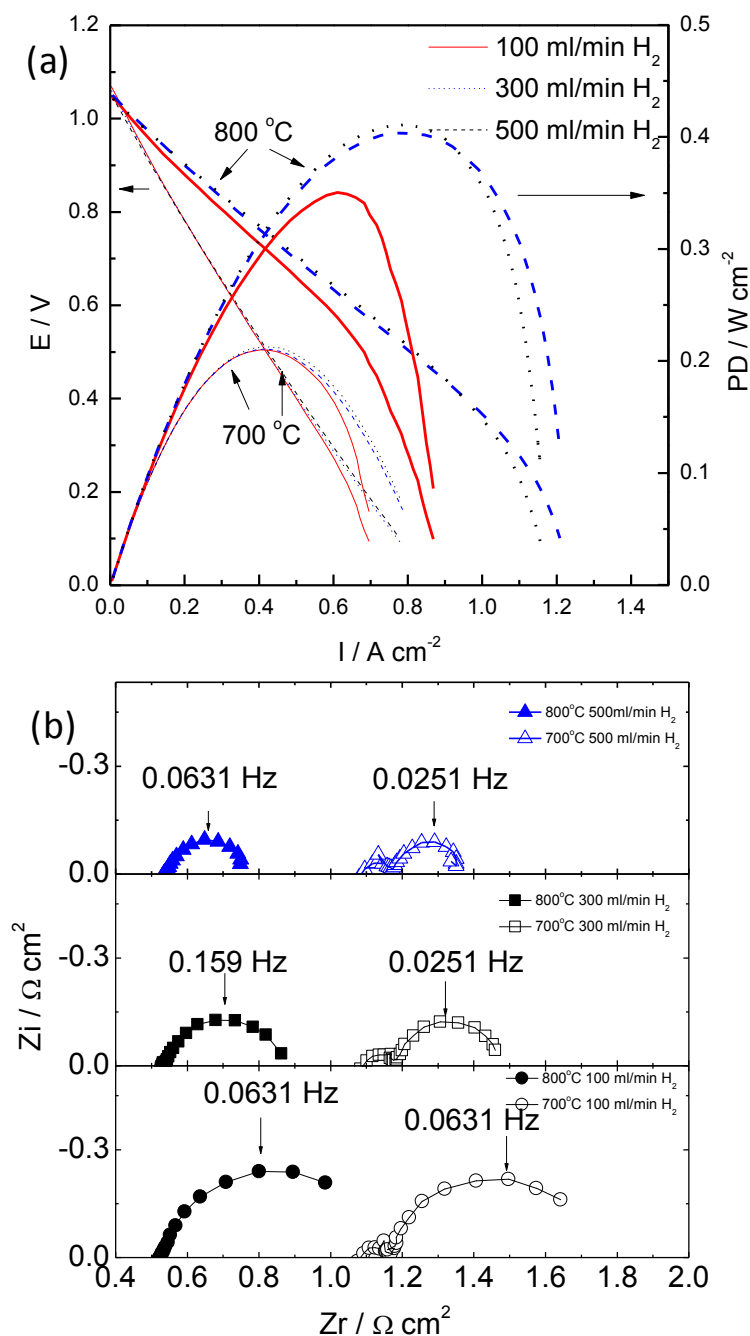 (a)
100 ml/min H₂
300 ml/min H₂
500 ml/min H₂
800 °C
700 °C
1.2
1.0
0.8
0.6
0.4
0.2
0.0
E / V
0.5
0.4
0.3
0.2
0.1
0.0
PD / W cm⁻²
0.0 0.2 0.4 0.6 0.8 1.0 1.2 1.4
I / A cm⁻²
(b)
800°C 500ml/min H₂
700°C 500 ml/min H₂
0.0631 Hz 0.0251 Hz
-0.3
0.0
800°C 300 ml/min H₂
700°C 300 ml/min H₂
0.159 Hz 0.0251 Hz
-0.3
0.0
800°C 100 ml/min H₂
700°C 100 ml/min H₂
0.0631 Hz 0.0631 Hz
-0.3
0.0
Zi / Ω cm²
0.4 0.6 0.8 1.0 1.2 1.4 1.6 1.8 2.0
Zr / Ω cm²